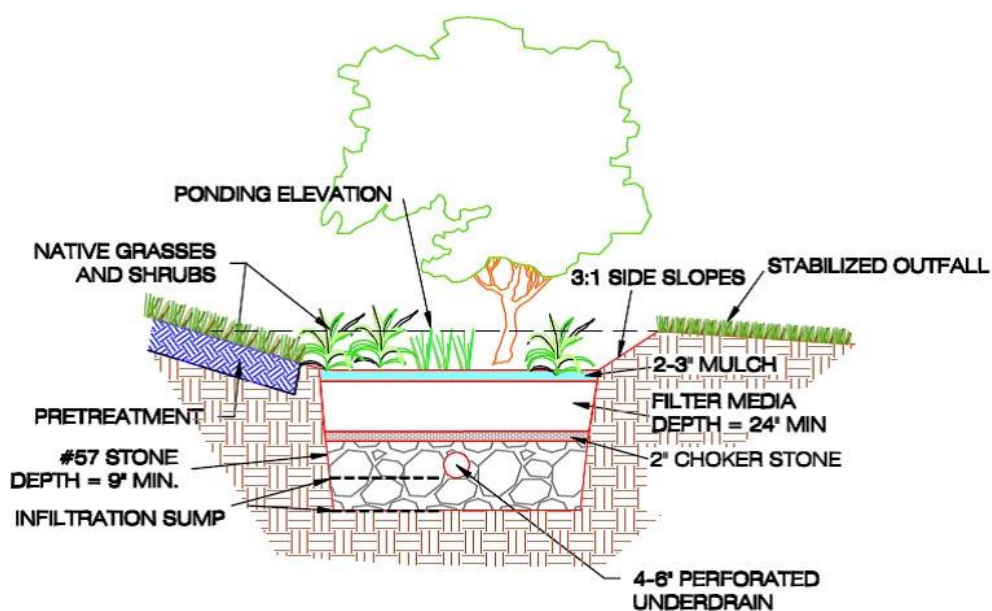 PONDING ELEVATION
NATIVE GRASSES
AND SHRUBS
3:1 SIDE SLOPES
STABILIZED OUTFALL
2-3" MULCH
PRETREATMENT
FILTER MEDIA
DEPTH = 24" MIN
#57 STONE
DEPTH = 9" MIN.
2" CHOKER STONE
INFILTRATION SUMP
4-6" PERFORATED
UNDERDRAIN